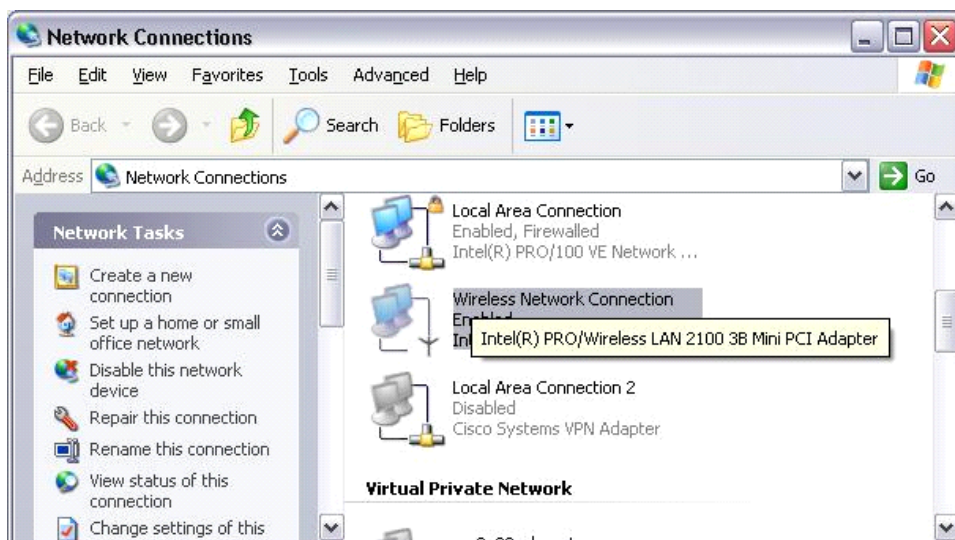 Network Connections
File Edit View Favorites Tools Advanced Help
Back Search Folders
Address Network Connections Go
Network Tasks
Create a new
connection
Set up a home or small
office network
Disable this network
device
Repair this connection
Rename this connection
View status of this
connection
Change settings of this
Local Area Connection
Enabled, Firewalled
Intel(R) PRO/100 VE Network ...
Wireless Network Connection
Enabled
Intel(R) PRO/Wireless LAN 2100 3B Mini PCI Adapter
Local Area Connection 2
Disabled
Cisco Systems VPN Adapter
Virtual Private Network